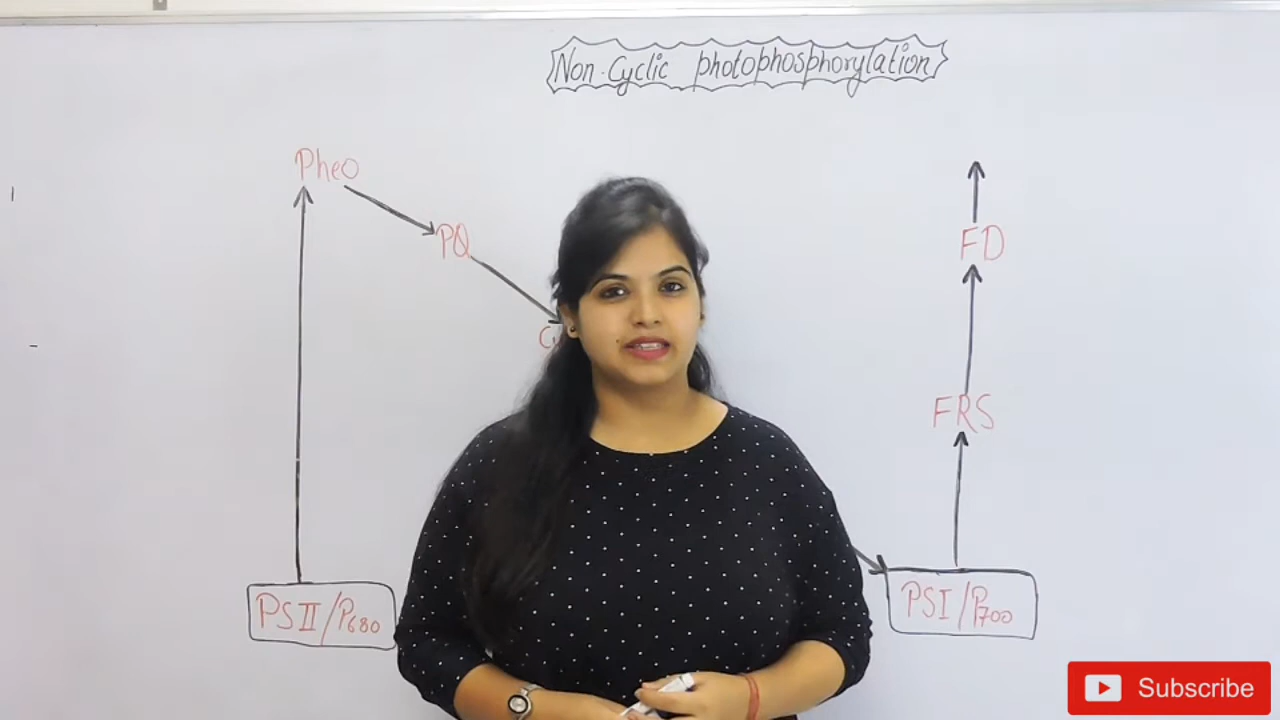 Non-Cyclic photophosphorylation
Pheo
PQ
FD
FRS
PSII/P680
PSI/P700
Subscribe